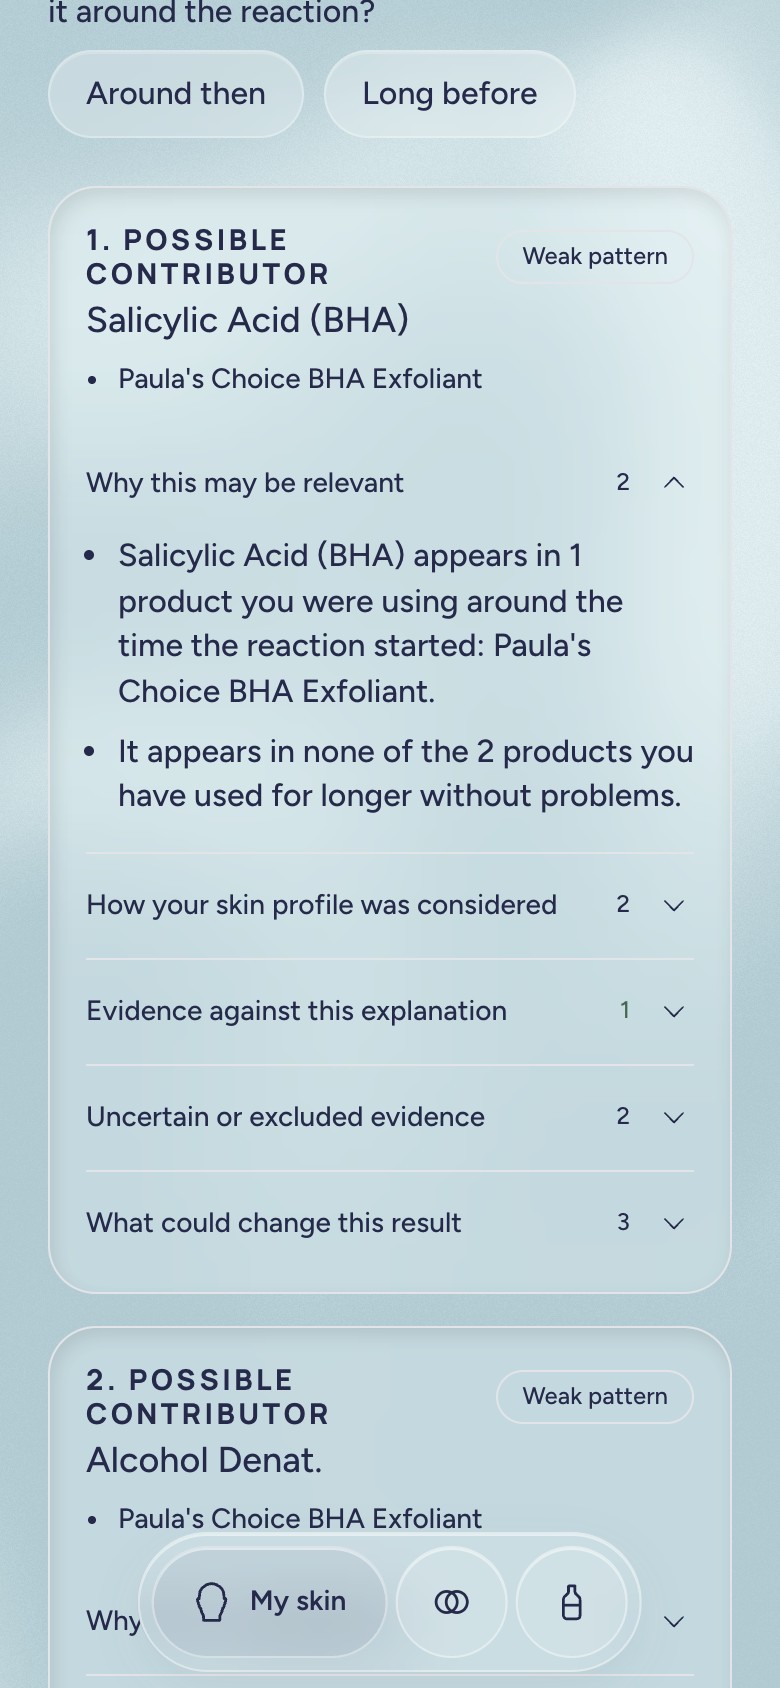 it around the reaction?
Around then
Long before
1. POSSIBLE
CONTRIBUTOR
Weak pattern
Salicylic Acid (BHA)
• Paula's Choice BHA Exfoliant
Why this may be relevant 2
• Salicylic Acid (BHA) appears in 1
product you were using around the
time the reaction started: Paula's
Choice BHA Exfoliant.
• It appears in none of the 2 products you
have used for longer without problems.
How your skin profile was considered 2
Evidence against this explanation 1
Uncertain or excluded evidence 2
What could change this result 3
2. POSSIBLE
CONTRIBUTOR
Weak pattern
Alcohol Denat.
• Paula's Choice BHA Exfoliant
Why
My skin